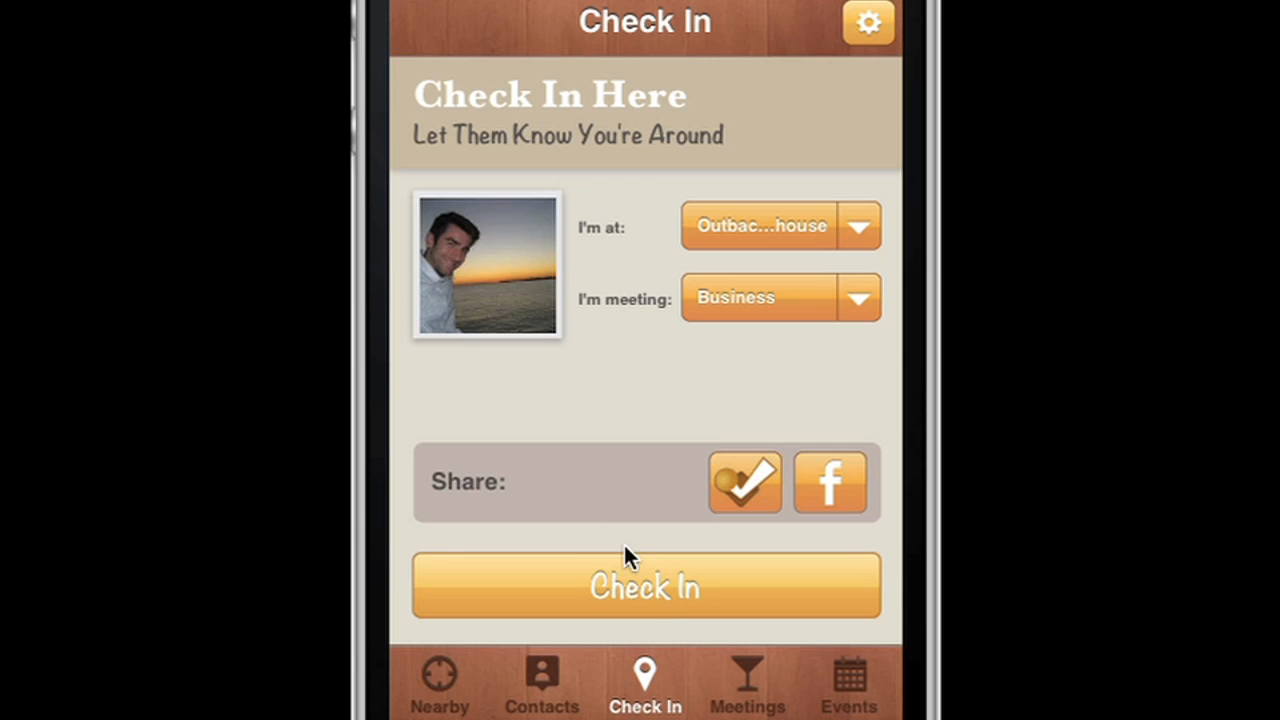 Check In
Check In Here
Let Them Know You're Around
I'm at:
Outbac...house
I'm meeting:
Business
Share:
f
Check In
Nearby
Contacts
Check In
Meetings
Events